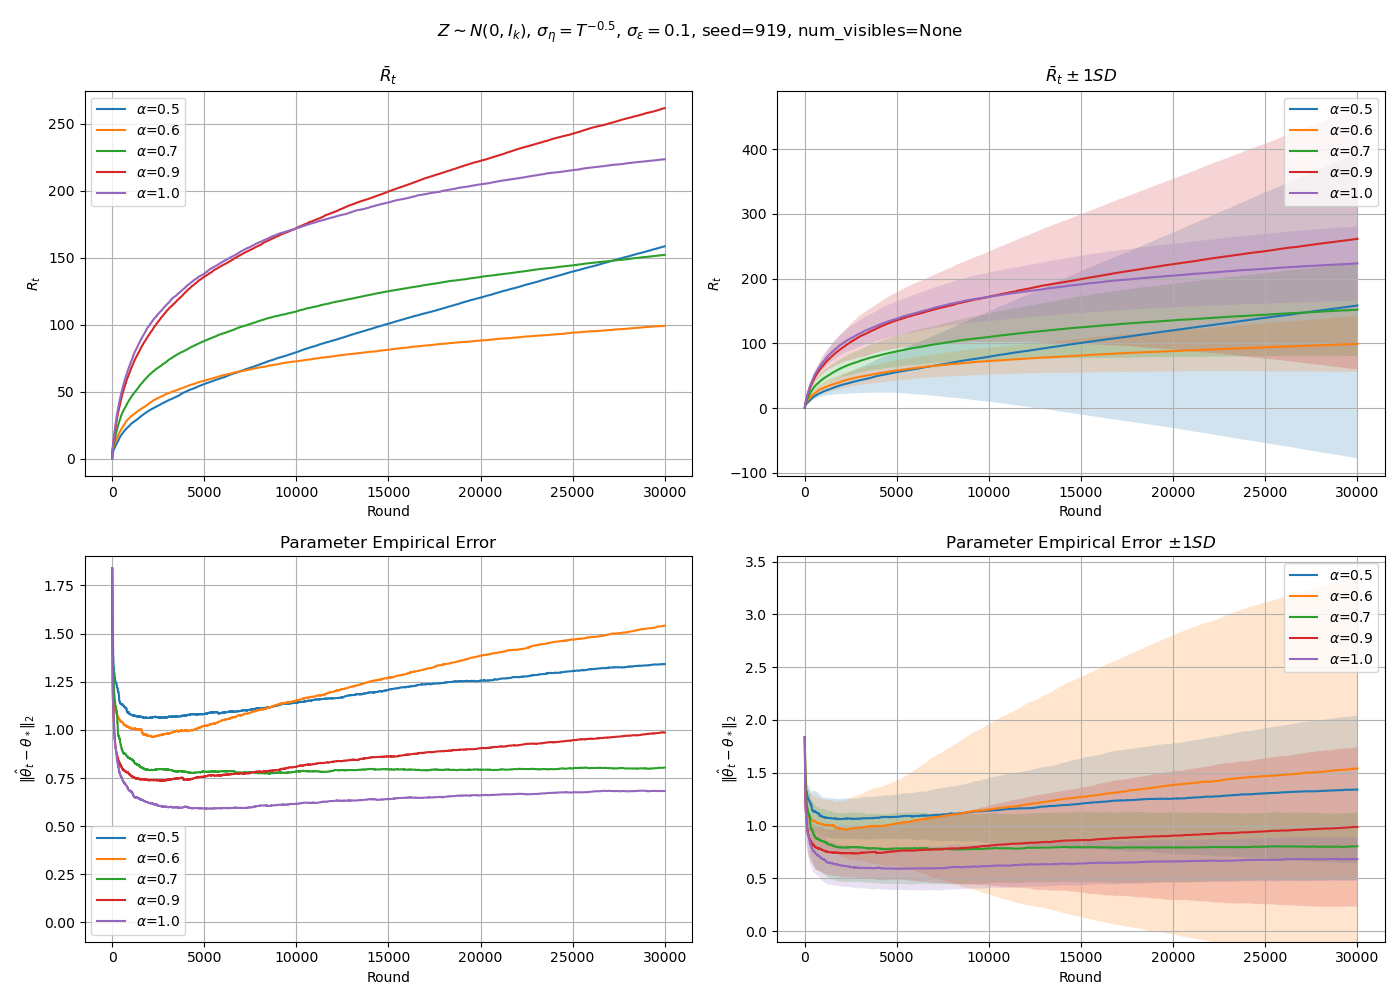 Z ~ N(0, I_k), σ_η = T^{−0.5}, σ_ε = 0.1, seed=919, num_visibles=None
R̄_t
R_t
250
200
150
100
50
0
α=0.5
α=0.6
α=0.7
α=0.9
α=1.0
0 5000 10000 15000 20000 25000 30000
Round
R̄_t ± 1SD
R_t
400
300
200
100
0
−100
α=0.5
α=0.6
α=0.7
α=0.9
α=1.0
0 5000 10000 15000 20000 25000 30000
Round
Parameter Empirical Error
‖θ̂_t − θ_*‖_2
1.75
1.50
1.25
1.00
0.75
0.50
0.25
0.00
α=0.5
α=0.6
α=0.7
α=0.9
α=1.0
0 5000 10000 15000 20000 25000 30000
Round
Parameter Empirical Error ±1SD
‖θ̂_t − θ_*‖_2
3.5
3.0
2.5
2.0
1.5
1.0
0.5
0.0
α=0.5
α=0.6
α=0.7
α=0.9
α=1.0
0 5000 10000 15000 20000 25000 30000
Round